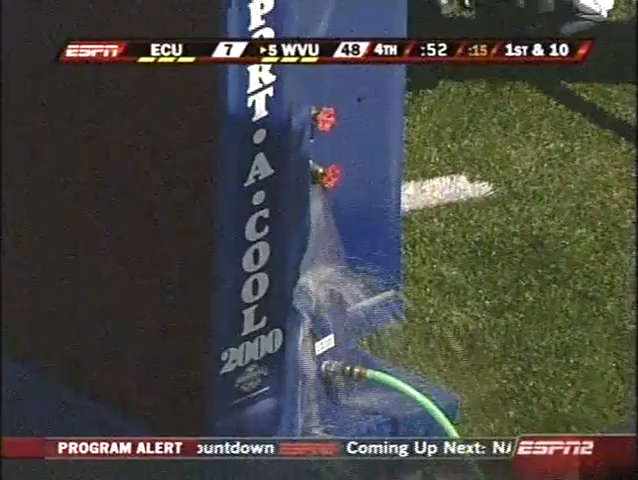 ESPN ECU 7 5 WVU 48 4TH :52 :15 1ST & 10
PORT•A•COOL
2000
PROGRAM ALERT ountdown ESPN Coming Up Next: N ESPN2